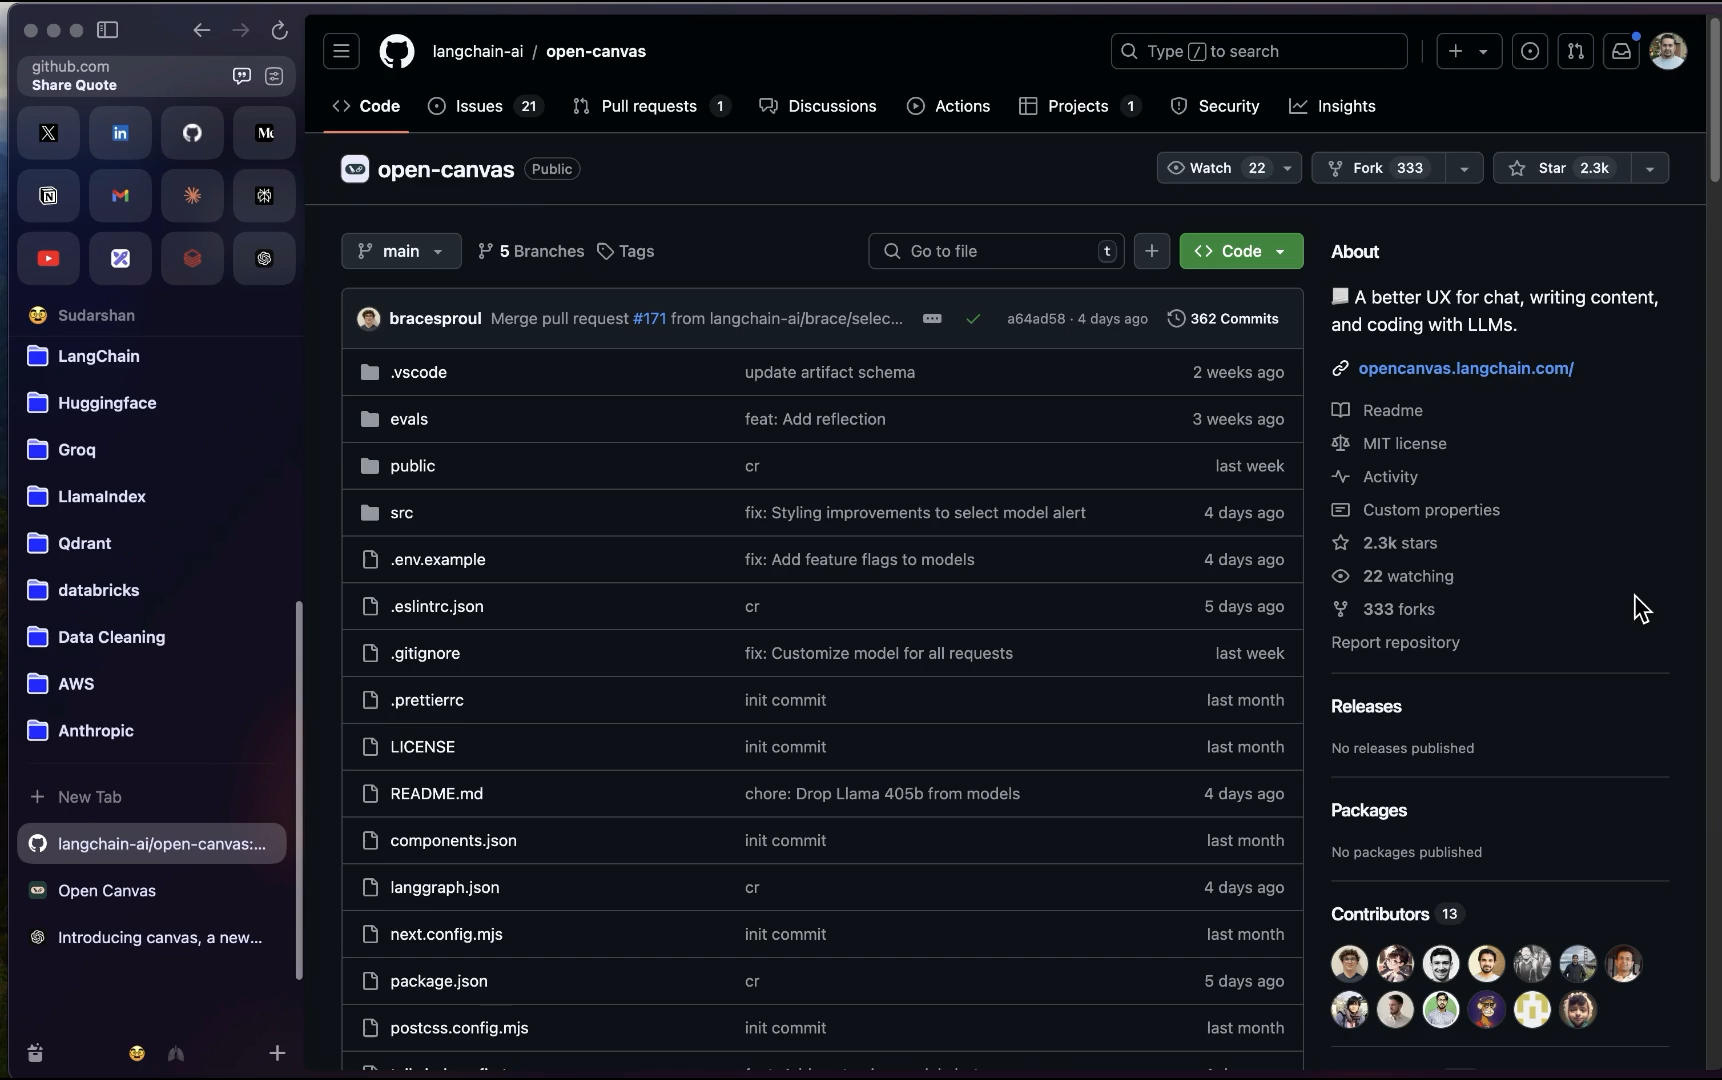 github.com
Share Quote
Sudarshan
LangChain
Huggingface
Groq
LlamaIndex
Qdrant
databricks
Data Cleaning
AWS
Anthropic
New Tab
langchain-ai/open-canvas:...
Open Canvas
Introducing canvas, a new...
langchain-ai / open-canvas
Type / to search
Code
Issues 21
Pull requests 1
Discussions
Actions
Projects 1
Security
Insights
open-canvas Public
Watch 22
Fork 333
Star 2.3k
main
5 Branches
Tags
Go to file t
Code
bracesproul Merge pull request #171 from langchain-ai/brace/selec... a64ad58 · 4 days ago 362 Commits
.vscode update artifact schema 2 weeks ago
evals feat: Add reflection 3 weeks ago
public cr last week
src fix: Styling improvements to select model alert 4 days ago
.env.example fix: Add feature flags to models 4 days ago
.eslintrc.json cr 5 days ago
.gitignore fix: Customize model for all requests last week
.prettierrc init commit last month
LICENSE init commit last month
README.md chore: Drop Llama 405b from models 4 days ago
components.json init commit last month
langgraph.json cr 4 days ago
next.config.mjs init commit last month
package.json cr 5 days ago
postcss.config.mjs init commit last month
About
A better UX for chat, writing content,
and coding with LLMs.
opencanvas.langchain.com/
Readme
MIT license
Activity
Custom properties
2.3k stars
22 watching
333 forks
Report repository
Releases
No releases published
Packages
No packages published
Contributors 13